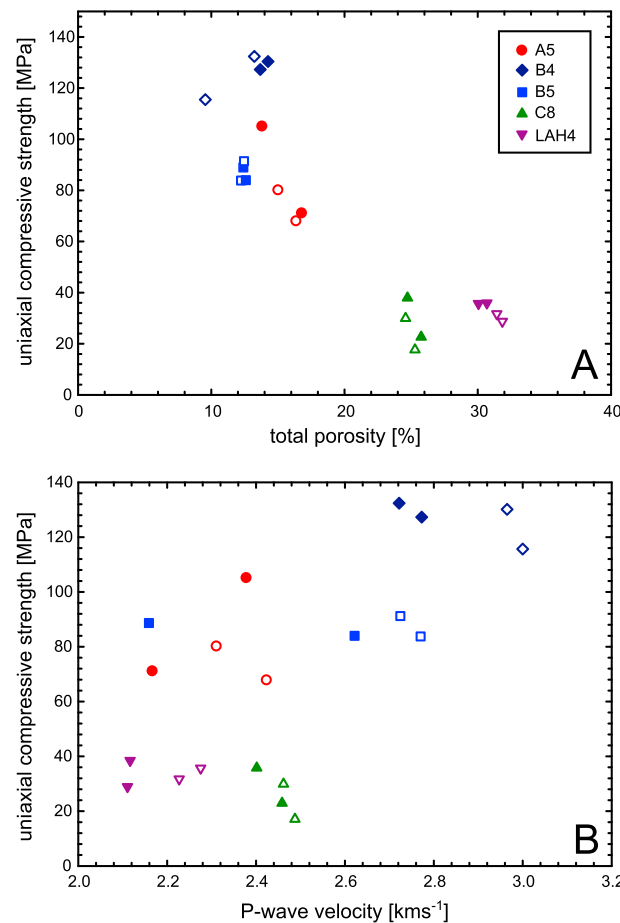 140
120
100
80
60
40
20
0
uniaxial compressive strength [MPa]
A5
B4
B5
C8
LAH4
A
0 10 20 30 40
total porosity [%]
140
120
100
80
60
40
20
0
uniaxial compressive strength [MPa]
B
2.0 2.2 2.4 2.6 2.8 3.0 3.2
P-wave velocity [kms⁻¹]